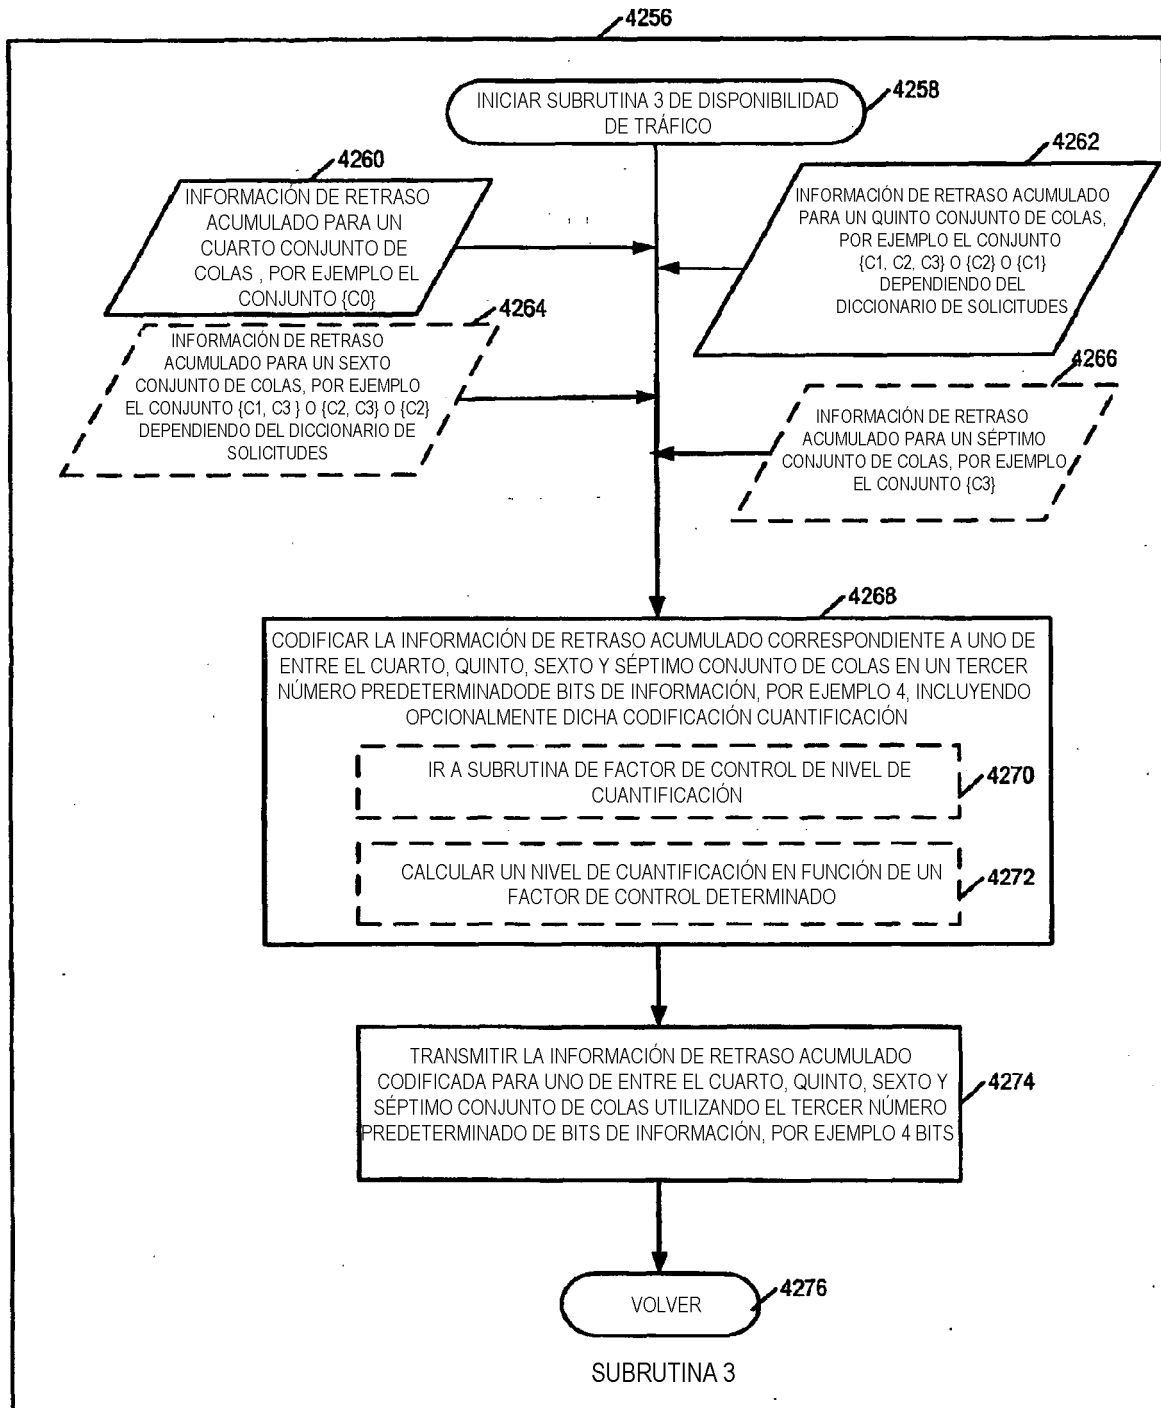 4256
INICIAR SUBRUTINA 3 DE DISPONIBILIDAD
DE TRÁFICO
4258
4260
INFORMACIÓN DE RETRASO
ACUMULADO PARA UN
CUARTO CONJUNTO DE
COLAS , POR EJEMPLO EL
CONJUNTO {C0}
4262
INFORMACIÓN DE RETRASO ACUMULADO
PARA UN QUINTO CONJUNTO DE COLAS,
POR EJEMPLO EL CONJUNTO
{C1, C2, C3} O {C2} O {C1}
DEPENDIENDO DEL
DICCIONARIO DE SOLICITUDES
4264
INFORMACIÓN DE RETRASO
ACUMULADO PARA UN SEXTO
CONJUNTO DE COLAS, POR EJEMPLO
EL CONJUNTO {C1, C3 } O {C2, C3} O {C2}
DEPENDIENDO DEL DICCIONARIO DE
SOLICITUDES
4266
INFORMACIÓN DE RETRASO
ACUMULADO PARA UN SÉPTIMO
CONJUNTO DE COLAS, POR EJEMPLO
EL CONJUNTO {C3}
4268
CODIFICAR LA INFORMACIÓN DE RETRASO ACUMULADO CORRESPONDIENTE A UNO DE
ENTRE EL CUARTO, QUINTO, SEXTO Y SÉPTIMO CONJUNTO DE COLAS EN UN TERCER
NÚMERO PREDETERMINADODE BITS DE INFORMACIÓN, POR EJEMPLO 4, INCLUYENDO
OPCIONALMENTE DICHA CODIFICACIÓN CUANTIFICACIÓN
IR A SUBRUTINA DE FACTOR DE CONTROL DE NIVEL DE
CUANTIFICACIÓN
4270
CALCULAR UN NIVEL DE CUANTIFICACIÓN EN FUNCIÓN DE UN
FACTOR DE CONTROL DETERMINADO
4272
TRANSMITIR LA INFORMACIÓN DE RETRASO ACUMULADO
CODIFICADA PARA UNO DE ENTRE EL CUARTO, QUINTO, SEXTO Y
SÉPTIMO CONJUNTO DE COLAS UTILIZANDO EL TERCER NÚMERO
PREDETERMINADO DE BITS DE INFORMACIÓN, POR EJEMPLO 4 BITS
4274
VOLVER
4276
SUBRUTINA 3